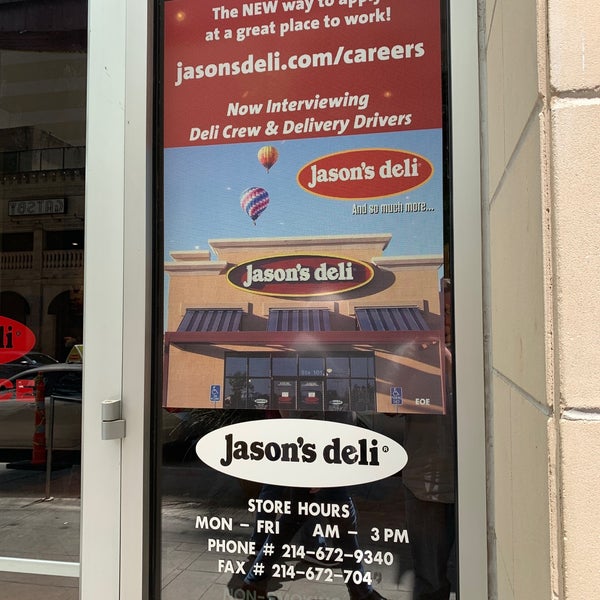 The NEW way to apply
at a great place to work!
jasonsdeli.com/careers
Now Interviewing
Deli Crew & Delivery Drivers
Jason's deli®
And so much more...
Jason's deli
EOE
Jason's deli®
STORE HOURS
MON – FRI AM – 3 PM
PHONE # 214-672-9340
FAX # 214-672-704